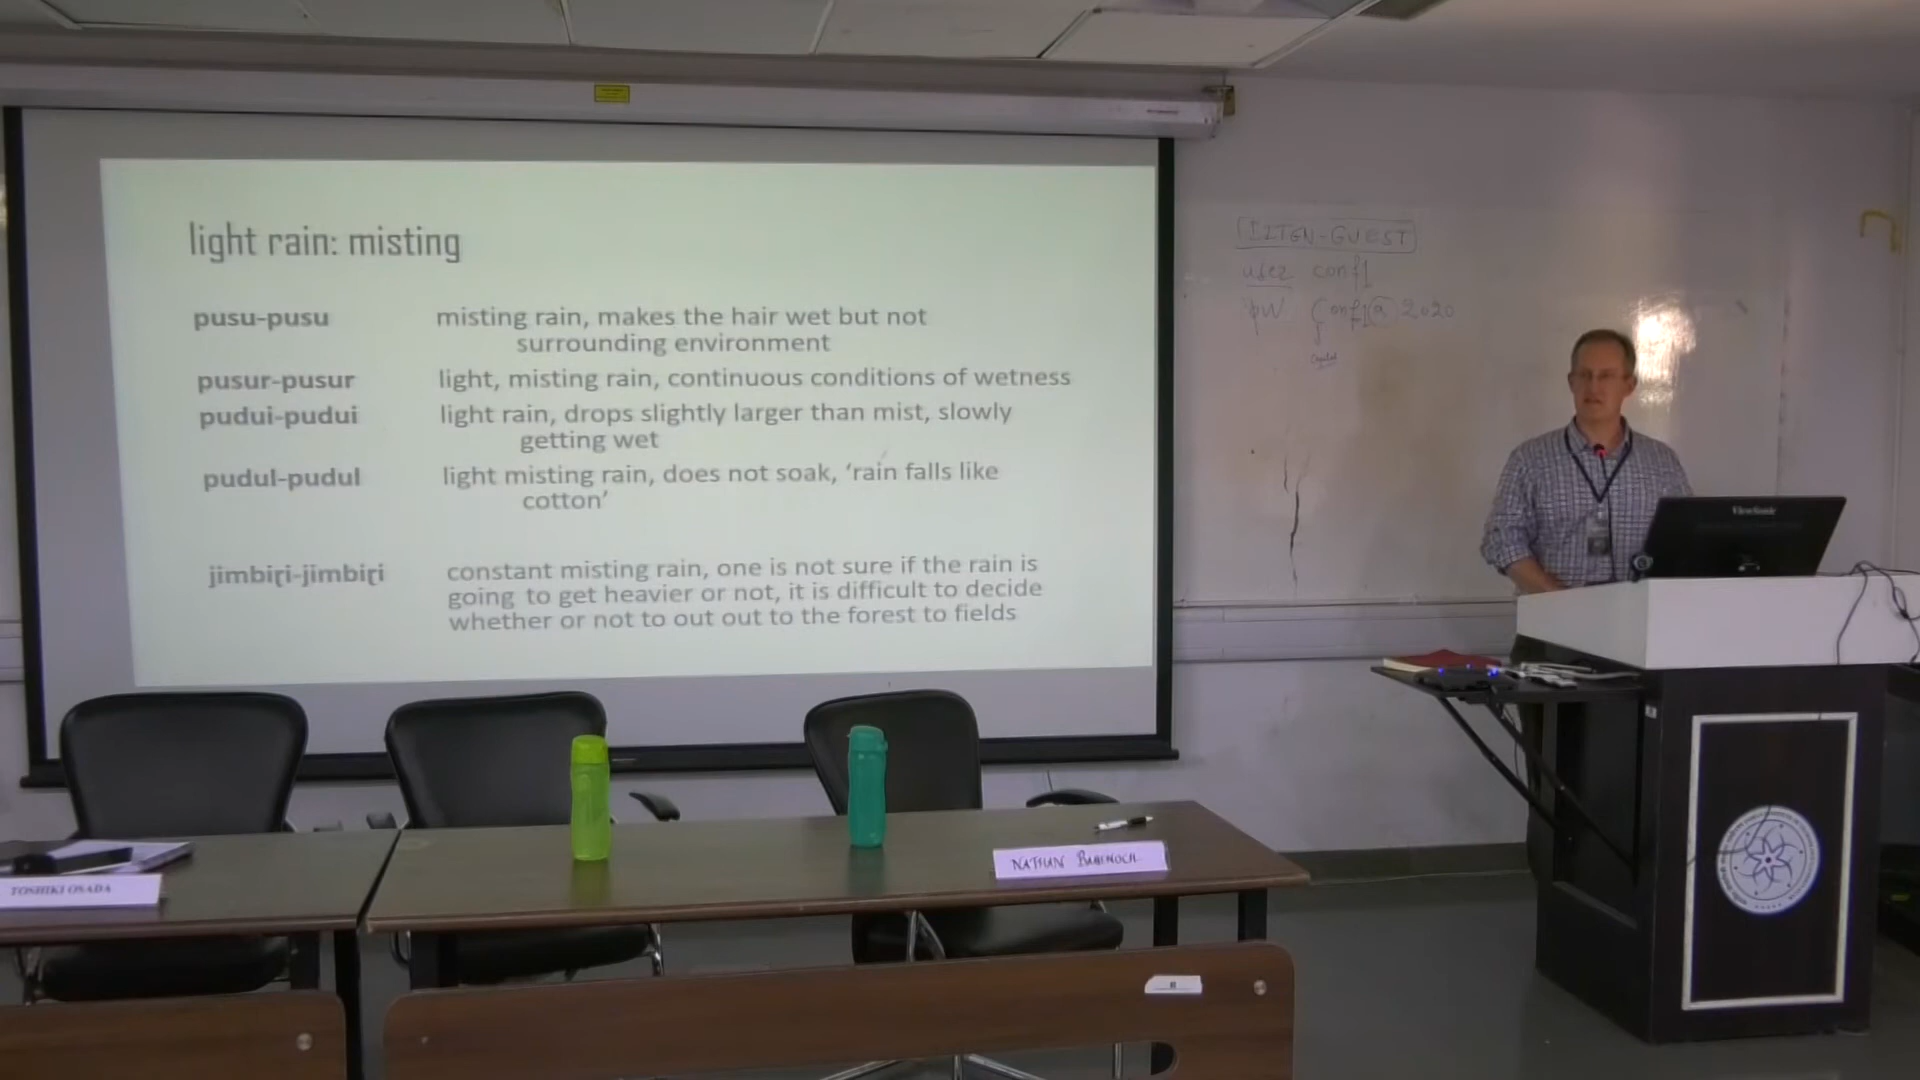 light rain: misting
pusu-pusu misting rain, makes the hair wet but not
surrounding environment
pusur-pusur light, misting rain, continuous conditions of wetness
pudui-pudui light rain, drops slightly larger than mist, slowly
getting wet
pudul-pudul light misting rain, does not soak, ‘rain falls like
cotton’
jimbiɽi-jimbiɽi constant misting rain, one is not sure if the rain is
going to get heavier or not, it is difficult to decide
whether or not to out out to the forest to fields
IITGN-GUEST
user conf1
pw Conf1@2020
Capital
ViewSonic
TOSHIKI OSADA
NATHAN BADENOCH